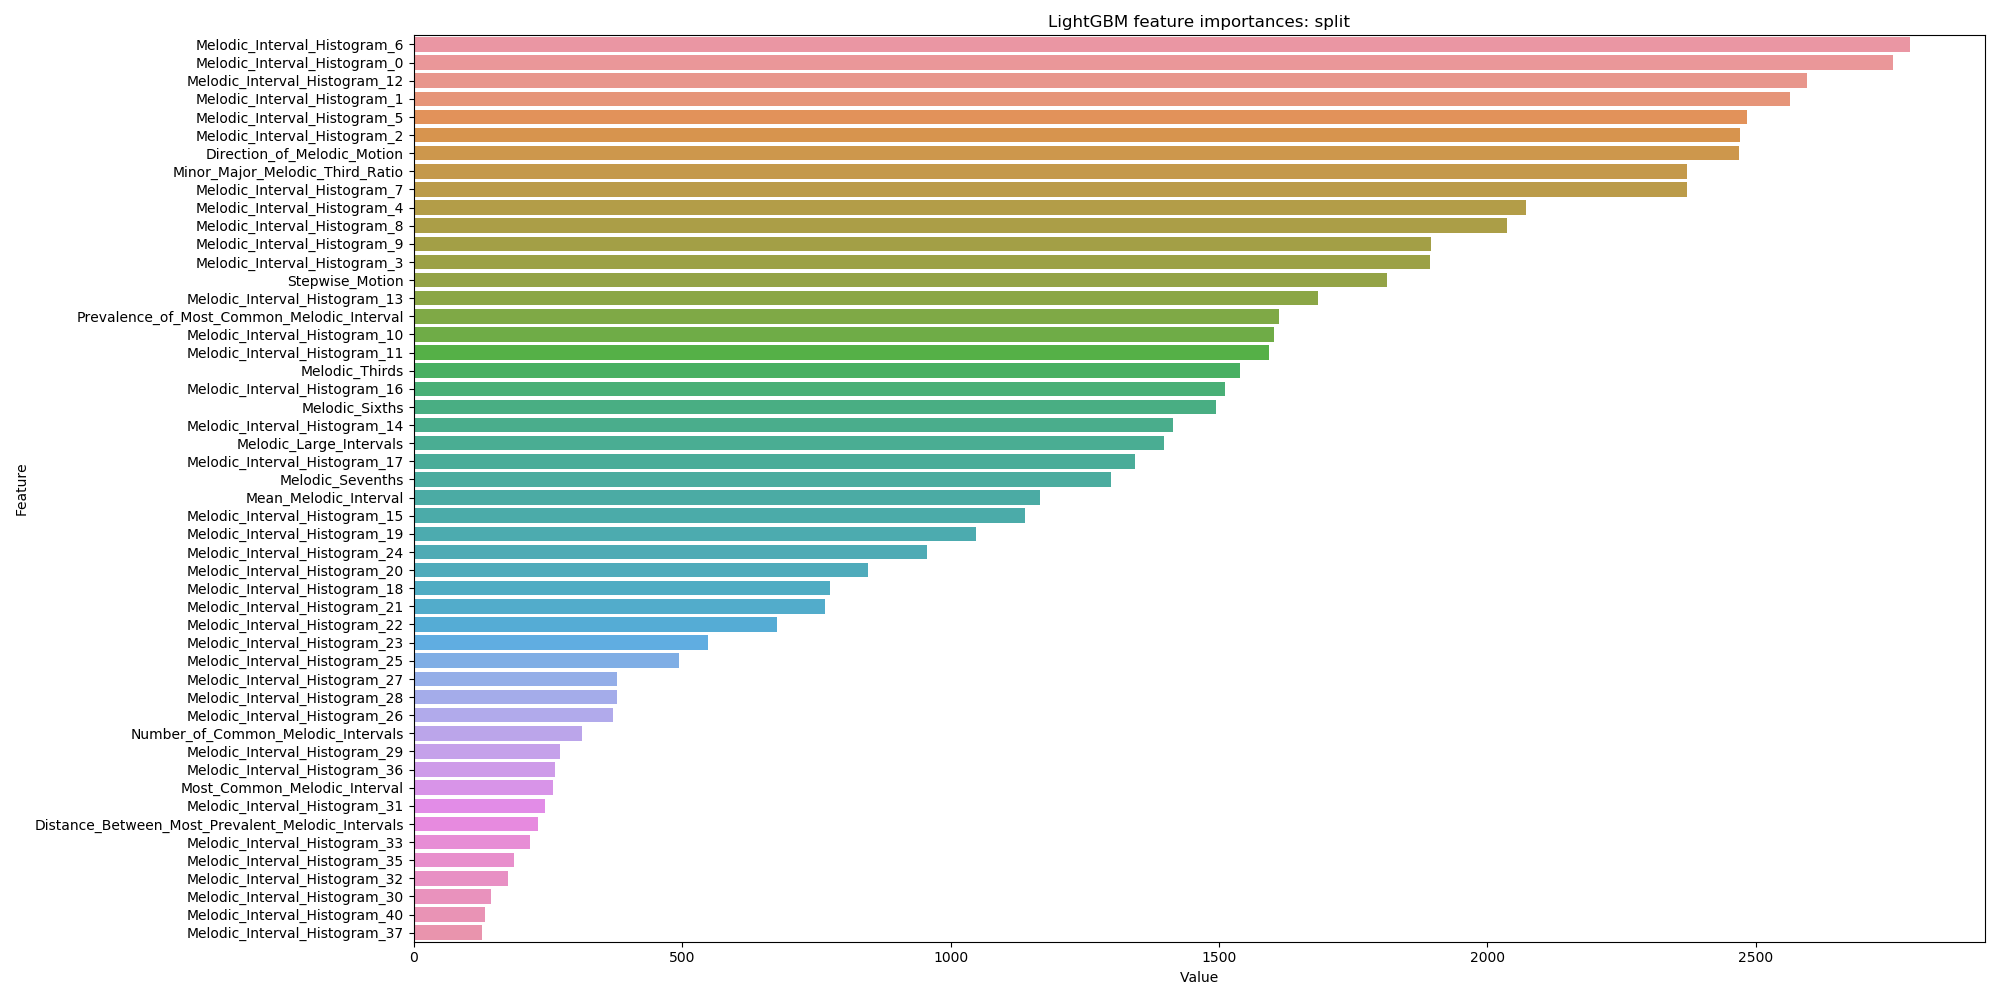 LightGBM feature importances: split
Melodic_Interval_Histogram_6
Melodic_Interval_Histogram_0
Melodic_Interval_Histogram_12
Melodic_Interval_Histogram_1
Melodic_Interval_Histogram_5
Melodic_Interval_Histogram_2
Direction_of_Melodic_Motion
Minor_Major_Melodic_Third_Ratio
Melodic_Interval_Histogram_7
Melodic_Interval_Histogram_4
Melodic_Interval_Histogram_8
Melodic_Interval_Histogram_9
Melodic_Interval_Histogram_3
Stepwise_Motion
Melodic_Interval_Histogram_13
Prevalence_of_Most_Common_Melodic_Interval
Melodic_Interval_Histogram_10
Melodic_Interval_Histogram_11
Melodic_Thirds
Melodic_Interval_Histogram_16
Melodic_Sixths
Melodic_Interval_Histogram_14
Melodic_Large_Intervals
Melodic_Interval_Histogram_17
Melodic_Sevenths
Mean_Melodic_Interval
Melodic_Interval_Histogram_15
Melodic_Interval_Histogram_19
Melodic_Interval_Histogram_24
Melodic_Interval_Histogram_20
Melodic_Interval_Histogram_18
Melodic_Interval_Histogram_21
Melodic_Interval_Histogram_22
Melodic_Interval_Histogram_23
Melodic_Interval_Histogram_25
Melodic_Interval_Histogram_27
Melodic_Interval_Histogram_28
Melodic_Interval_Histogram_26
Number_of_Common_Melodic_Intervals
Melodic_Interval_Histogram_29
Melodic_Interval_Histogram_36
Most_Common_Melodic_Interval
Melodic_Interval_Histogram_31
Distance_Between_Most_Prevalent_Melodic_Intervals
Melodic_Interval_Histogram_33
Melodic_Interval_Histogram_35
Melodic_Interval_Histogram_32
Melodic_Interval_Histogram_30
Melodic_Interval_Histogram_40
Melodic_Interval_Histogram_37
Feature
0 500 1000 1500 2000 2500
Value